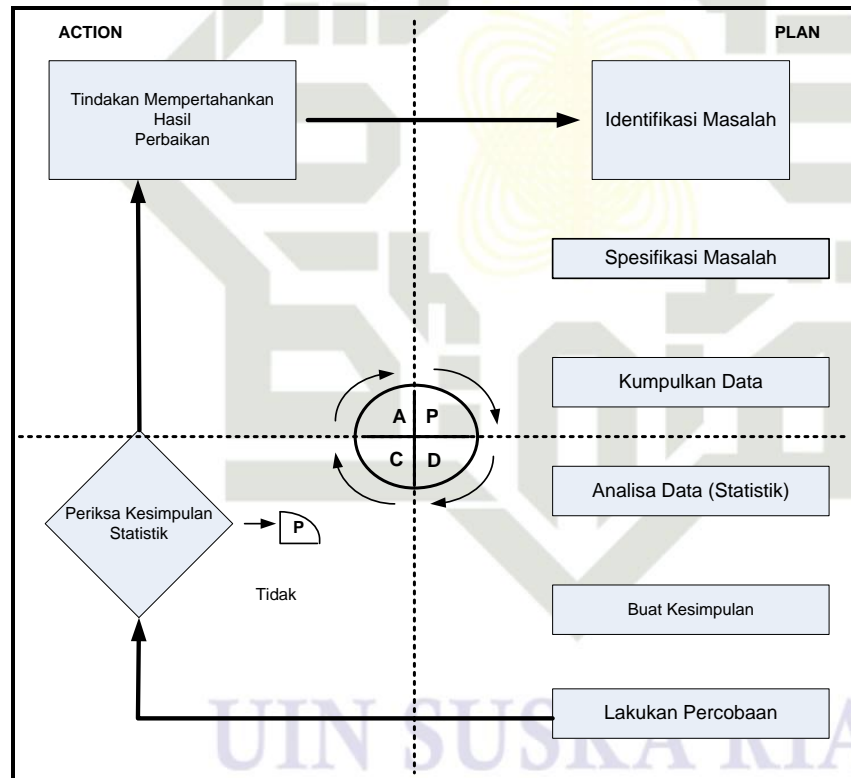 ACTION
PLAN
Tindakan Mempertahankan
Hasil
Perbaikan
Identifikasi Masalah
Spesifikasi Masalah
Kumpulkan Data
A P
C D
Analisa Data (Statistik)
Periksa Kesimpulan
Statistik
P
Tidak
Buat Kesimpulan
Lakukan Percobaan
UIN SUSKA RIA